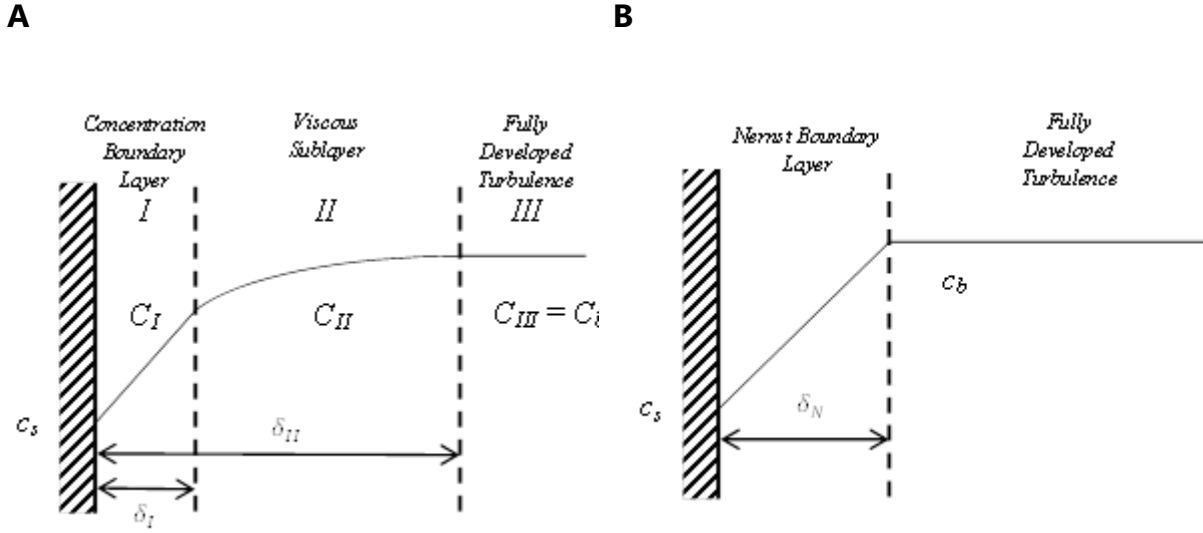 A
B
Concentration
Boundary
Layer
I
Viscous
Sublayer
II
Fully
Developed
Turbulence
III
C_I
C_II
C_III = C
c_s
δ_II
δ_I
Nernst Boundary
Layer
Fully
Developed
Turbulence
c_b
c_s
δ_N